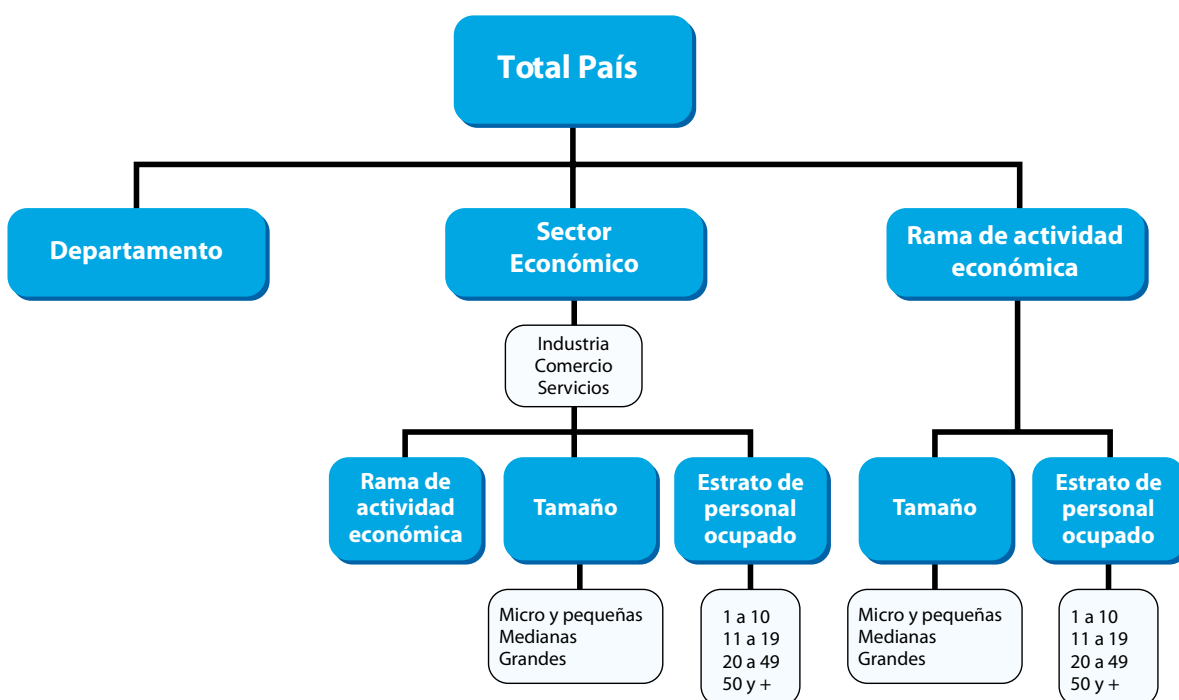 Total País
Departamento
Sector
Económico
Rama de actividad
económica
Industria
Comercio
Servicios
Rama de
actividad
económica
Tamaño
Estrato de
personal
ocupado
Tamaño
Estrato de
personal
ocupado
Micro y pequeñas
Medianas
Grandes
1 a 10
11 a 19
20 a 49
50 y +
Micro y pequeñas
Medianas
Grandes
1 a 10
11 a 19
20 a 49
50 y +